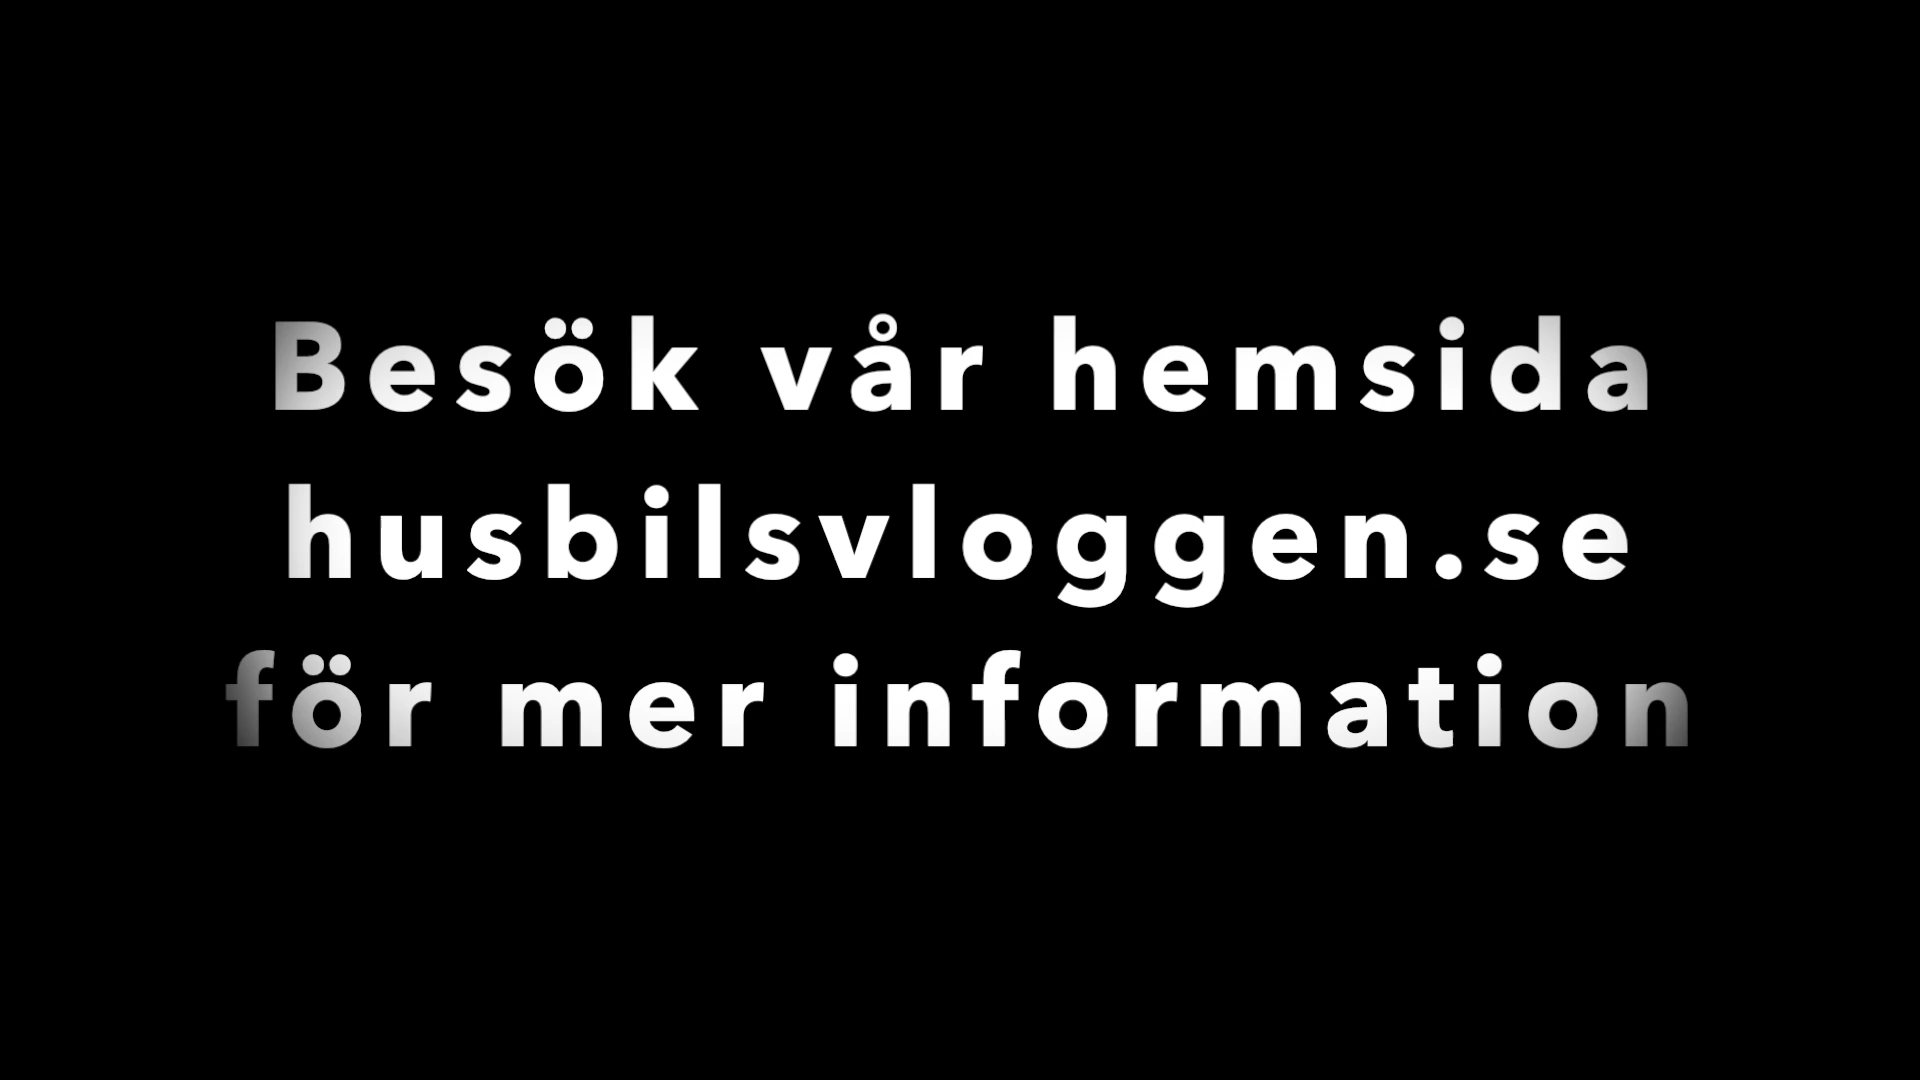 Besök vår hemsida
husbilsvloggen.se
för mer information